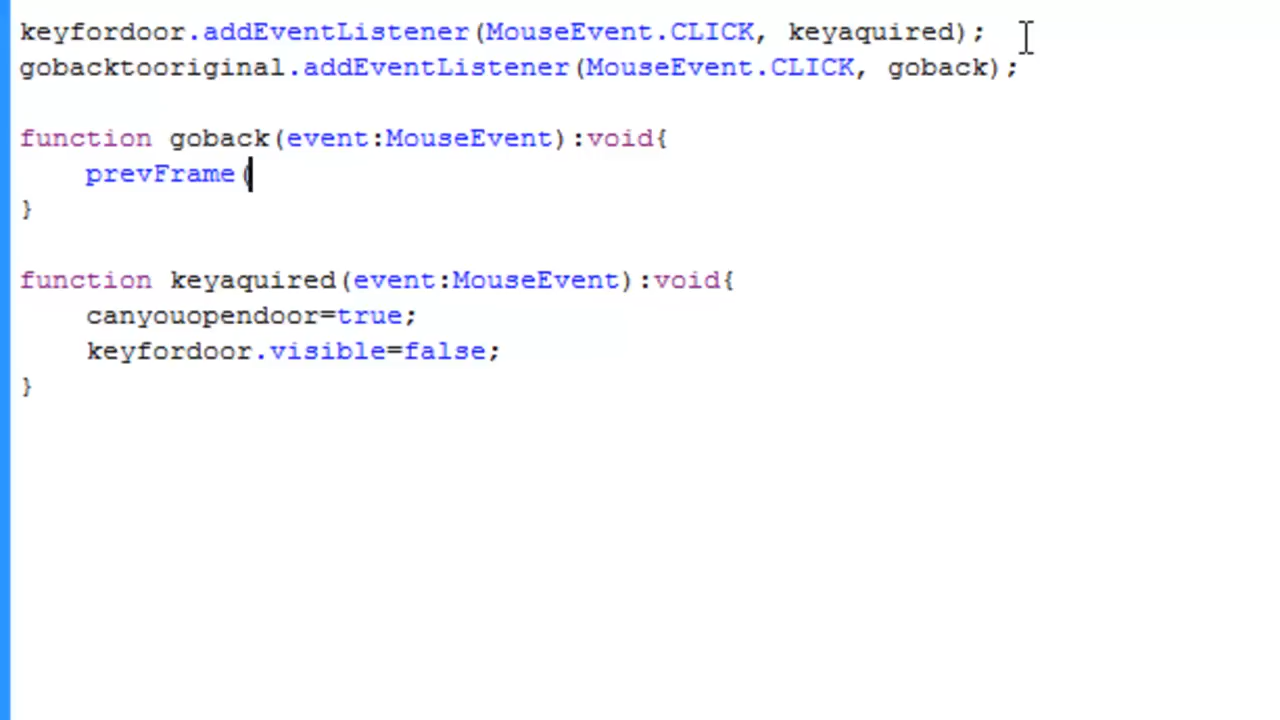 keyfordoor.addEventListener(MouseEvent.CLICK, keyaquired);
gobacktooriginal.addEventListener(MouseEvent.CLICK, goback);
function goback(event:MouseEvent):void{
prevFrame(
}
function keyaquired(event:MouseEvent):void{
canyouopendoor=true;
keyfordoor.visible=false;
}